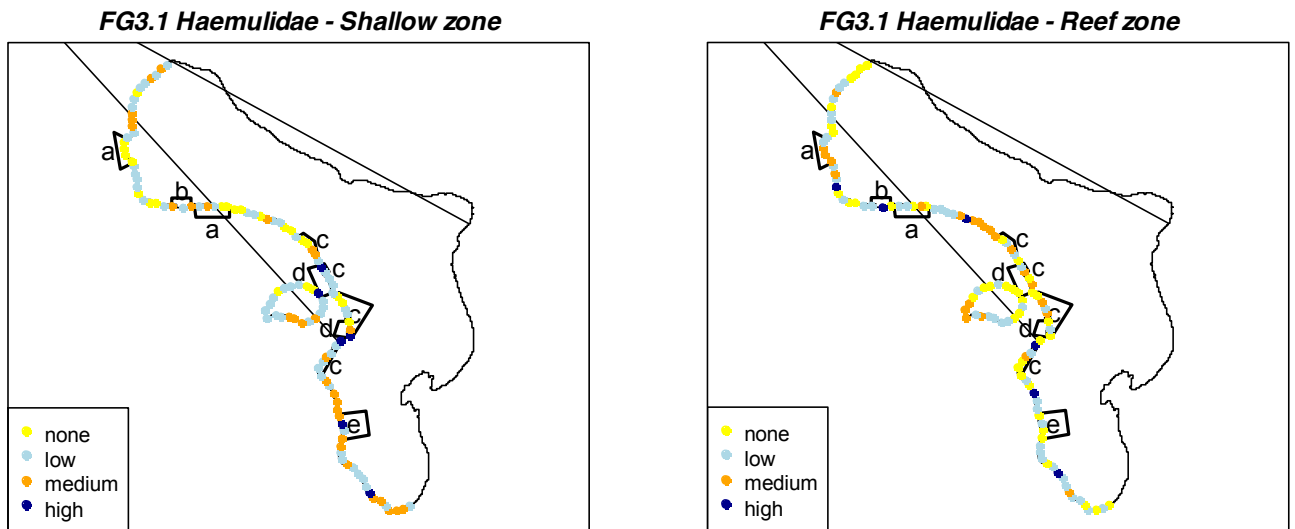 FG3.1 Haemulidae - Shallow zone
a
b
a
c
c
d
c
d
c
e
none
low
medium
high
FG3.1 Haemulidae - Reef zone
a
b
a
c
c
d
c
d
c
e
none
low
medium
high